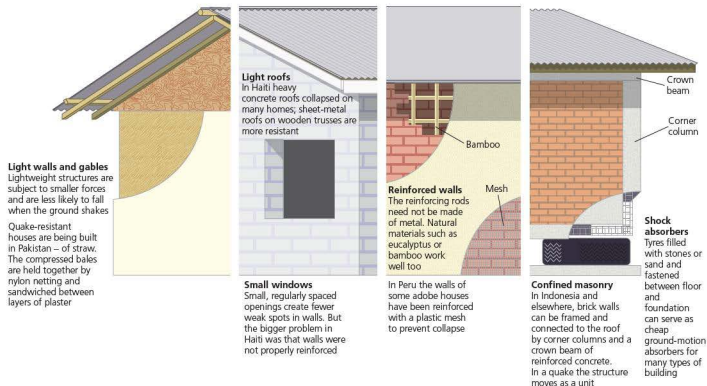 Light walls and gables
Lightweight structures are
subject to smaller forces
and are less likely to fall
when the ground shakes
Quake-resistant
houses are being built
in Pakistan – of straw.
The compressed bales
are held together by
nylon netting and
sandwiched between
layers of plaster
Light roofs
In Haiti heavy
concrete roofs collapsed on
many homes; sheet-metal
roofs on wooden trusses are
more resistant
Small windows
Small, regularly spaced
openings create fewer
weak spots in walls. But
the bigger problem in
Haiti was that walls were
not properly reinforced
Bamboo
Reinforced walls
The reinforcing rods
need not be made
of metal. Natural
materials such as
eucalyptus or
bamboo work
well too
Mesh
In Peru the walls of
some adobe houses
have been reinforced
with a plastic mesh
to prevent collapse
Crown
beam
Corner
column
Confined masonry
In Indonesia and
elsewhere, brick walls
can be framed and
connected to the roof
by corner columns and a
crown beam of
reinforced concrete.
In a quake the structure
moves as a unit
Shock
absorbers
Tyres filled
with stones or
sand and
fastened
between floor
and
foundation
can serve as
cheap
ground-motion
absorbers for
many types of
building